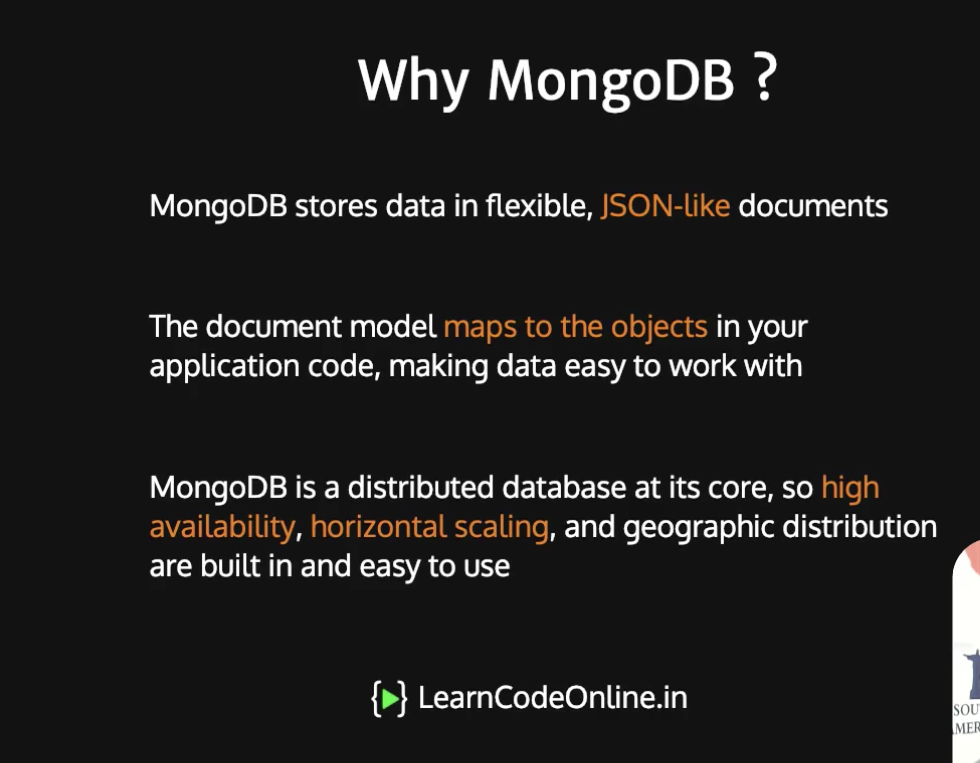 Why MongoDB ?
MongoDB stores data in flexible, JSON-like documents
The document model maps to the objects in your
application code, making data easy to work with
MongoDB is a distributed database at its core, so high
availability, horizontal scaling, and geographic distribution
are built in and easy to use
{▶} LearnCodeOnline.in
SOU
AMER